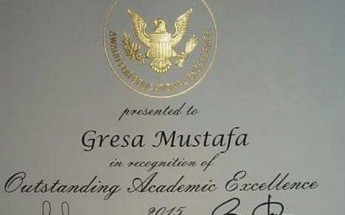 presented to
Gresa Mustafa
in recognition of
Outstanding Academic Excellence
2015